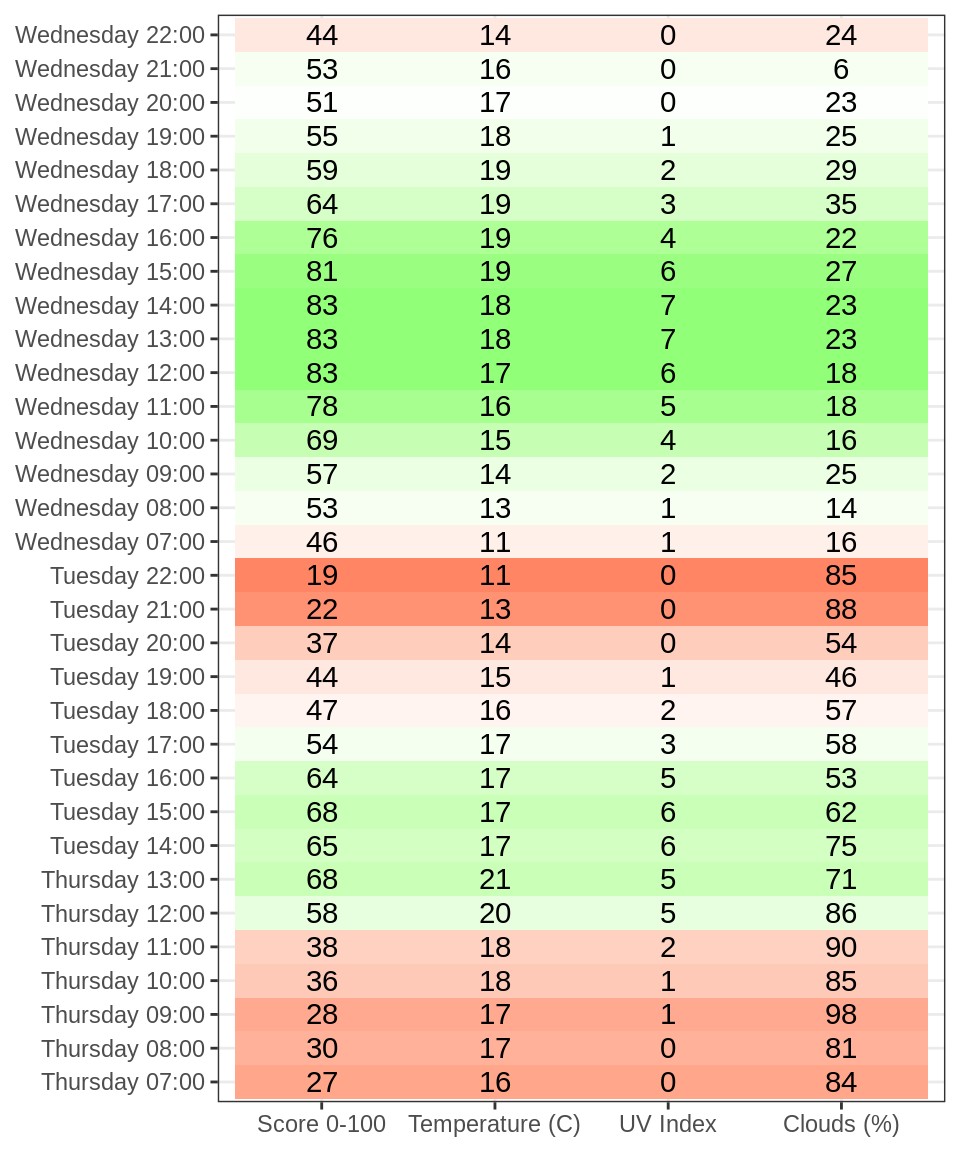 Wednesday 22:00 44 14 0 24
Wednesday 21:00 53 16 0 6
Wednesday 20:00 51 17 0 23
Wednesday 19:00 55 18 1 25
Wednesday 18:00 59 19 2 29
Wednesday 17:00 64 19 3 35
Wednesday 16:00 76 19 4 22
Wednesday 15:00 81 19 6 27
Wednesday 14:00 83 18 7 23
Wednesday 13:00 83 18 7 23
Wednesday 12:00 83 17 6 18
Wednesday 11:00 78 16 5 18
Wednesday 10:00 69 15 4 16
Wednesday 09:00 57 14 2 25
Wednesday 08:00 53 13 1 14
Wednesday 07:00 46 11 1 16
Tuesday 22:00 19 11 0 85
Tuesday 21:00 22 13 0 88
Tuesday 20:00 37 14 0 54
Tuesday 19:00 44 15 1 46
Tuesday 18:00 47 16 2 57
Tuesday 17:00 54 17 3 58
Tuesday 16:00 64 17 5 53
Tuesday 15:00 68 17 6 62
Tuesday 14:00 65 17 6 75
Thursday 13:00 68 21 5 71
Thursday 12:00 58 20 5 86
Thursday 11:00 38 18 2 90
Thursday 10:00 36 18 1 85
Thursday 09:00 28 17 1 98
Thursday 08:00 30 17 0 81
Thursday 07:00 27 16 0 84
Score 0-100 Temperature (C) UV Index Clouds (%)